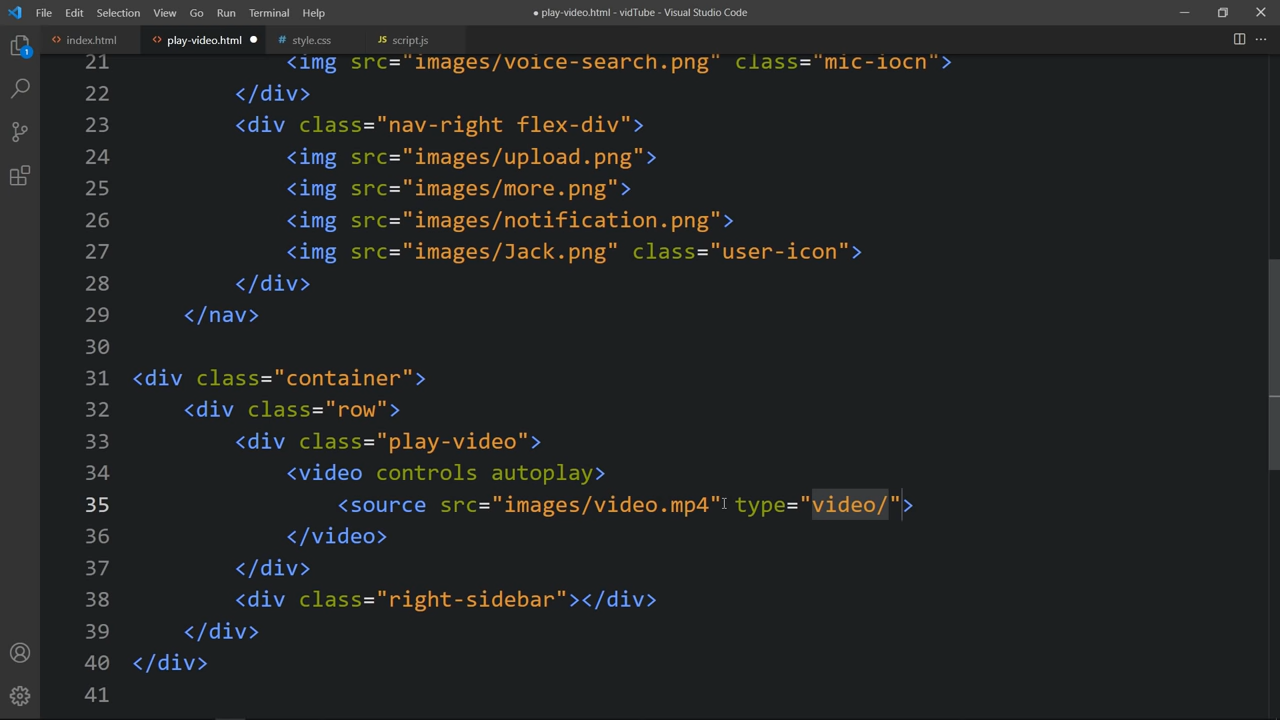 File Edit Selection View Go Run Terminal Help ● play-video.html - vidTube - Visual Studio Code
index.html play-video.html ● style.css JS script.js
21 <img src="images/voice-search.png" class="mic-iocn">
22 </div>
23 <div class="nav-right flex-div">
24 <img src="images/upload.png">
25 <img src="images/more.png">
26 <img src="images/notification.png">
27 <img src="images/Jack.png" class="user-icon">
28 </div>
29 </nav>
30
31 <div class="container">
32 <div class="row">
33 <div class="play-video">
34 <video controls autoplay>
35 <source src="images/video.mp4" type="video/">
36 </video>
37 </div>
38 <div class="right-sidebar"></div>
39 </div>
40 </div>
41
1